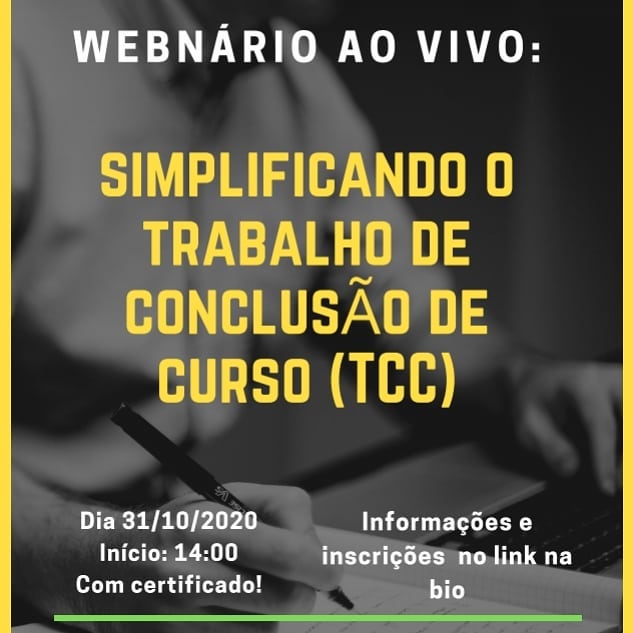 WEBNÁRIO AO VIVO:
SIMPLIFICANDO O
TRABALHO DE
CONCLUSÃO DE
CURSO (TCC)
Dia 31/10/2020
Início: 14:00
Com certificado!
Informações e
inscrições no link na
bio